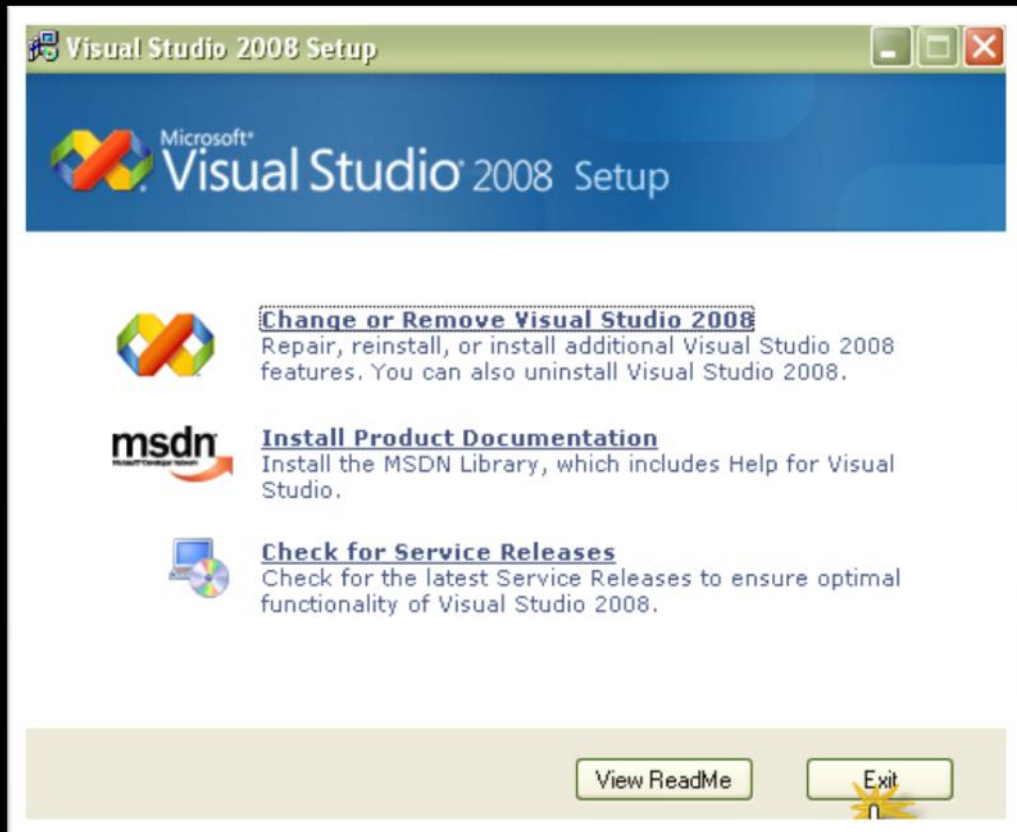 Visual Studio 2008 Setup
Microsoft®
Visual Studio® 2008 Setup
Change or Remove Visual Studio 2008
Repair, reinstall, or install additional Visual Studio 2008
features. You can also uninstall Visual Studio 2008.
msdn
Install Product Documentation
Install the MSDN Library, which includes Help for Visual
Studio.
Check for Service Releases
Check for the latest Service Releases to ensure optimal
functionality of Visual Studio 2008.
View ReadMe
Exit